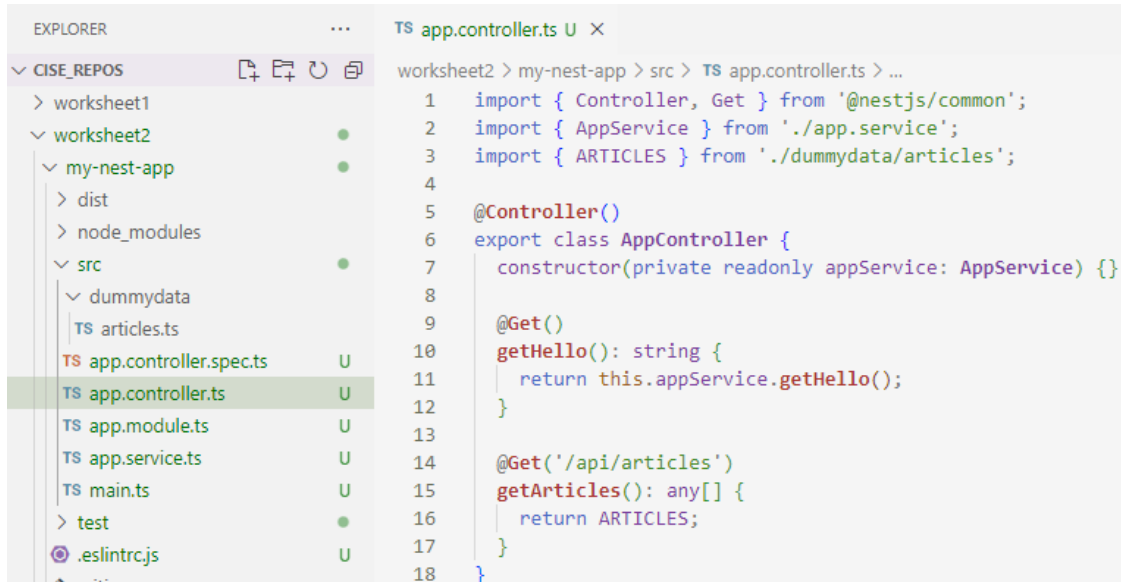 EXPLORER
CISE_REPOS
worksheet1
worksheet2
my-nest-app
dist
node_modules
src
dummydata
TS articles.ts
TS app.controller.spec.ts U
TS app.controller.ts U
TS app.module.ts U
TS app.service.ts U
TS main.ts U
test
.eslintrc.js U
TS app.controller.ts U ×
worksheet2 > my-nest-app > src > TS app.controller.ts > ...
1 import { Controller, Get } from '@nestjs/common';
2 import { AppService } from './app.service';
3 import { ARTICLES } from './dummydata/articles';
4
5 @Controller()
6 export class AppController {
7 constructor(private readonly appService: AppService) {}
8
9 @Get()
10 getHello(): string {
11 return this.appService.getHello();
12 }
13
14 @Get('/api/articles')
15 getArticles(): any[] {
16 return ARTICLES;
17 }
18 }